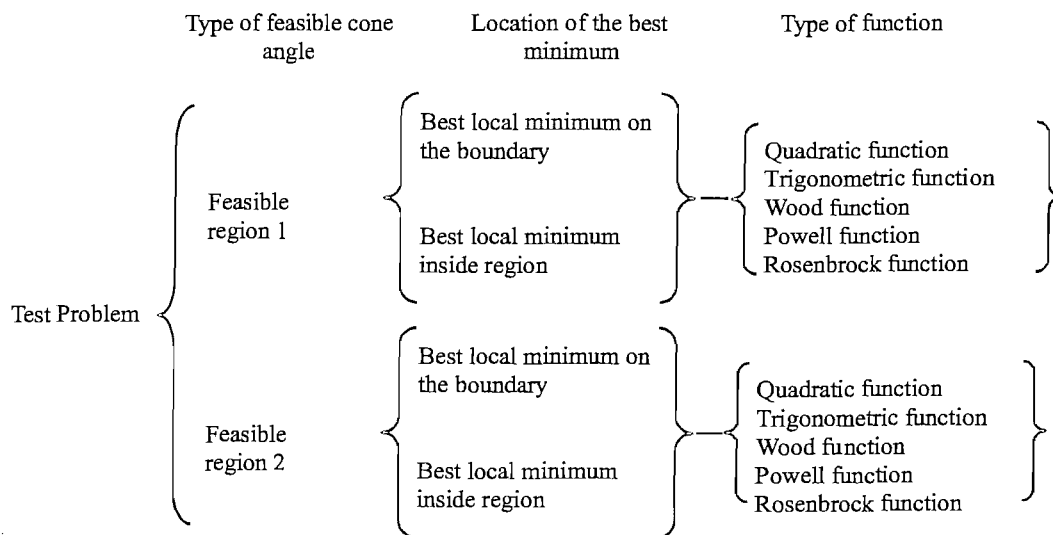 Type of feasible cone
angle
Location of the best
minimum
Type of function
Test Problem
Feasible
region 1
Best local minimum on
the boundary
Best local minimum
inside region
Quadratic function
Trigonometric function
Wood function
Powell function
Rosenbrock function
Feasible
region 2
Best local minimum on
the boundary
Best local minimum
inside region
Quadratic function
Trigonometric function
Wood function
Powell function
Rosenbrock function